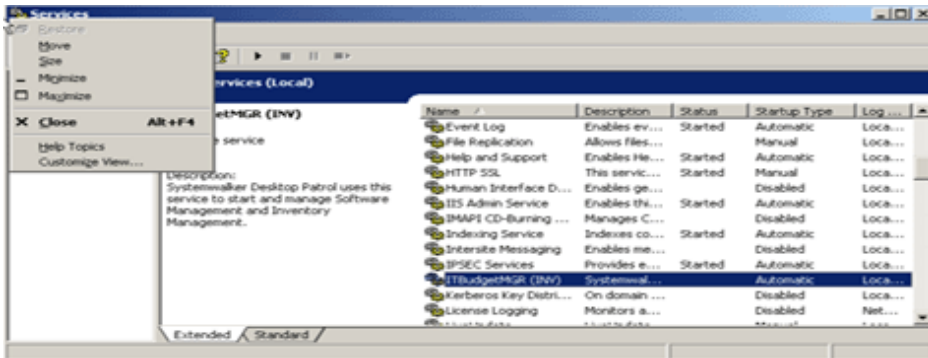 Services
Restore
Move
Size
Minimize
Maximize
Close Alt+F4
Help Topics
Customize View...
ervices (Local)
etMGR (INV)
e service
Description:
Systemwalker Desktop Patrol uses this
service to start and manage Software
Management and Inventory
Management.
Name Description Status Startup Type Log ...
Event Log Enables ev... Started Automatic Loca...
File Replication Allows files... Manual Loca...
Help and Support Enables He... Started Automatic Loca...
HTTP SSL This servic... Started Manual Loca...
Human Interface D... Enables ge... Disabled Loca...
IIS Admin Service Enables thi... Started Automatic Loca...
IMAPI CD-Burning ... Manages C... Disabled Loca...
Indexing Service Indexes co... Started Automatic Loca...
Intersite Messaging Enables me... Disabled Loca...
IPSEC Services Provides e... Started Automatic Loca...
ITBudgetMGR (INV) Systemwal... Automatic Loca...
Kerberos Key Distri... On domain ... Disabled Loca...
License Logging Monitors a... Disabled Net...
Extended Standard